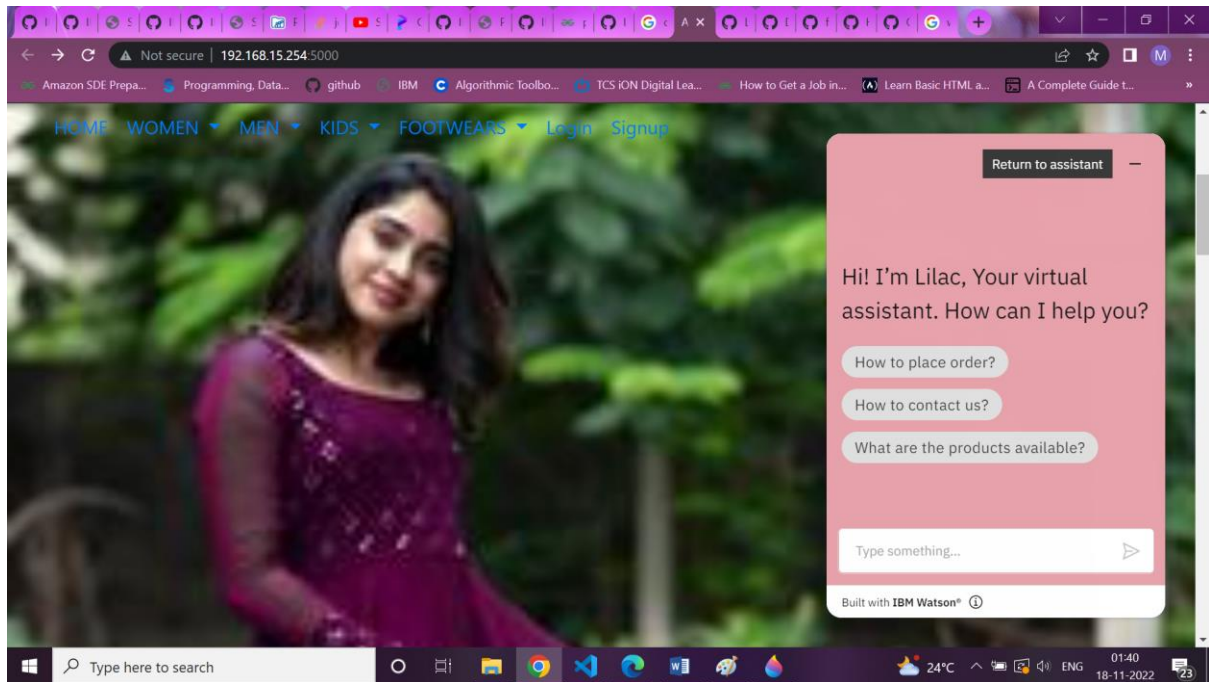 Not secure | 192.168.15.254:5000
M
Amazon SDE Prepa... Programming, Data... github IBM Algorithmic Toolbo... TCS iON Digital Lea... How to Get a Job in... Learn Basic HTML a... A Complete Guide t... »
HOME WOMEN MEN KIDS FOOTWEARS Login Signup
Return to assistant
Hi! I'm Lilac, Your virtual
assistant. How can I help you?
How to place order?
How to contact us?
What are the products available?
Type something...
Built with IBM Watson®
Type here to search
24°C ENG
01:40
18-11-2022
23